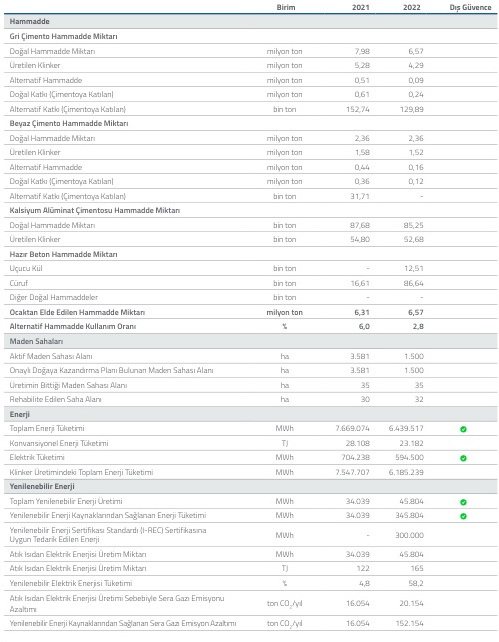 Birim 2021 2022 Dış Güvence
Hammadde
Gri Çimento Hammadde Miktarı
Doğal Hammadde Miktarı milyon ton 7,98 6,57
Üretilen Klinker milyon ton 5,28 4,29
Alternatif Hammadde milyon ton 0,51 0,09
Doğal Katkı (Çimentoya Katılan) milyon ton 0,61 0,24
Alternatif Katkı (Çimentoya Katılan) bin ton 152,74 129,89
Beyaz Çimento Hammadde Miktarı
Doğal Hammadde Miktarı milyon ton 2,36 2,36
Üretilen Klinker milyon ton 1,58 1,52
Alternatif Hammadde milyon ton 0,44 0,16
Doğal Katkı (Çimentoya Katılan) milyon ton 0,36 0,12
Alternatif Katkı (Çimentoya Katılan) bin ton 31,71 -
Kalsiyum Alüminat Çimentosu Hammadde Miktarı
Doğal Hammadde Miktarı bin ton 87,68 85,25
Üretilen Klinker bin ton 54,80 52,68
Hazır Beton Hammadde Miktarı
Uçucu Kül bin ton - 12,51
Cüruf bin ton 16,61 86,64
Diğer Doğal Hammaddeler bin ton - -
Ocaktan Elde Edilen Hammadde Miktarı milyon ton 6,31 6,57
Alternatif Hammadde Kullanım Oranı % 6,0 2,8
Maden Sahaları
Aktif Maden Sahası Alanı ha 3.581 1.500
Onaylı Doğaya Kazandırma Planı Bulunan Maden Sahası Alanı ha 3.581 1.500
Üretimin Bittiği Maden Sahası Alanı ha 35 35
Rehabilite Edilen Saha Alanı ha 30 32
Enerji
Toplam Enerji Tüketimi MWh 7.669.074 6.439.517
Konvansiyonel Enerji Tüketimi TJ 28.108 23.182
Elektrik Tüketimi MWh 704.238 594.500
Klinker Üretimindeki Toplam Enerji Tüketimi MWh 7.547.707 6.185.239
Yenilenebilir Enerji
Toplam Yenilenebilir Enerji Üretimi MWh 34.039 45.804
Yenilenebilir Enerji Kaynaklarından Sağlanan Enerji Tüketimi MWh 34.039 345.804
Yenilenebilir Enerji Sertifikası Standardı (I-REC) Sertifikasına
Uygun Tedarik Edilen Enerji MWh - 300.000
Atık Isıdan Elektrik Enerjisi Üretim Miktarı MWh 34.039 45.804
Atık Isıdan Elektrik Enerjisi Üretim Miktarı TJ 122 165
Yenilenebilir Elektrik Enerjisi Tüketimi % 4,8 58,2
Atık Isıdan Elektrik Enerjisi Üretimi Sebebiyle Sera Gazı Emisyonu
Azaltımı ton CO₂/yıl 16.054 20.154
Yenilenebilir Enerji Kaynaklarından Sağlanan Sera Gazı Emisyon Azaltımı ton CO₂/yıl 16.054 152.154